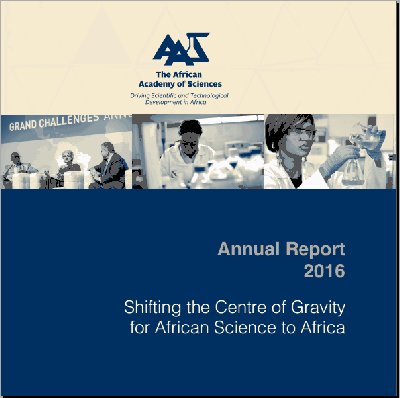 AAS
The African
Academy of Sciences
Driving Scientific and Technological
Development in Africa
GRAND CHALLENGES
Annual Report
2016
Shifting the Centre of Gravity
for African Science to Africa